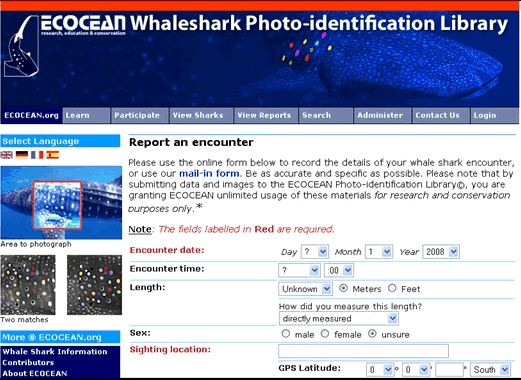 ECOCEAN Whaleshark Photo-identification Library
research, education & conservation
ECOCEAN.org Learn Participate View Sharks View Reports Search Administer Contact Us Login
Select Language
Area to photograph
Two matches
More @ ECOCEAN.org
Whale Shark Information
Contributors
About ECOCEAN
Report an encounter
Please use the online form below to record the details of your whale shark encounter,
or use our mail-in form. Be as accurate and specific as possible. Please note that by
submitting data and images to the ECOCEAN Photo-identification Library©, you are
granting ECOCEAN unlimited usage of these materials for research and conservation
purposes only.*
Note: The fields labelled in Red are required.
Encounter date: Day ? Month 1 Year 2008
Encounter time: ? :00
Length: Unknown Meters Feet
How did you measure this length?
directly measured
Sex: male female unsure
Sighting location:
GPS Latitude: 0 ° 0 ' " South